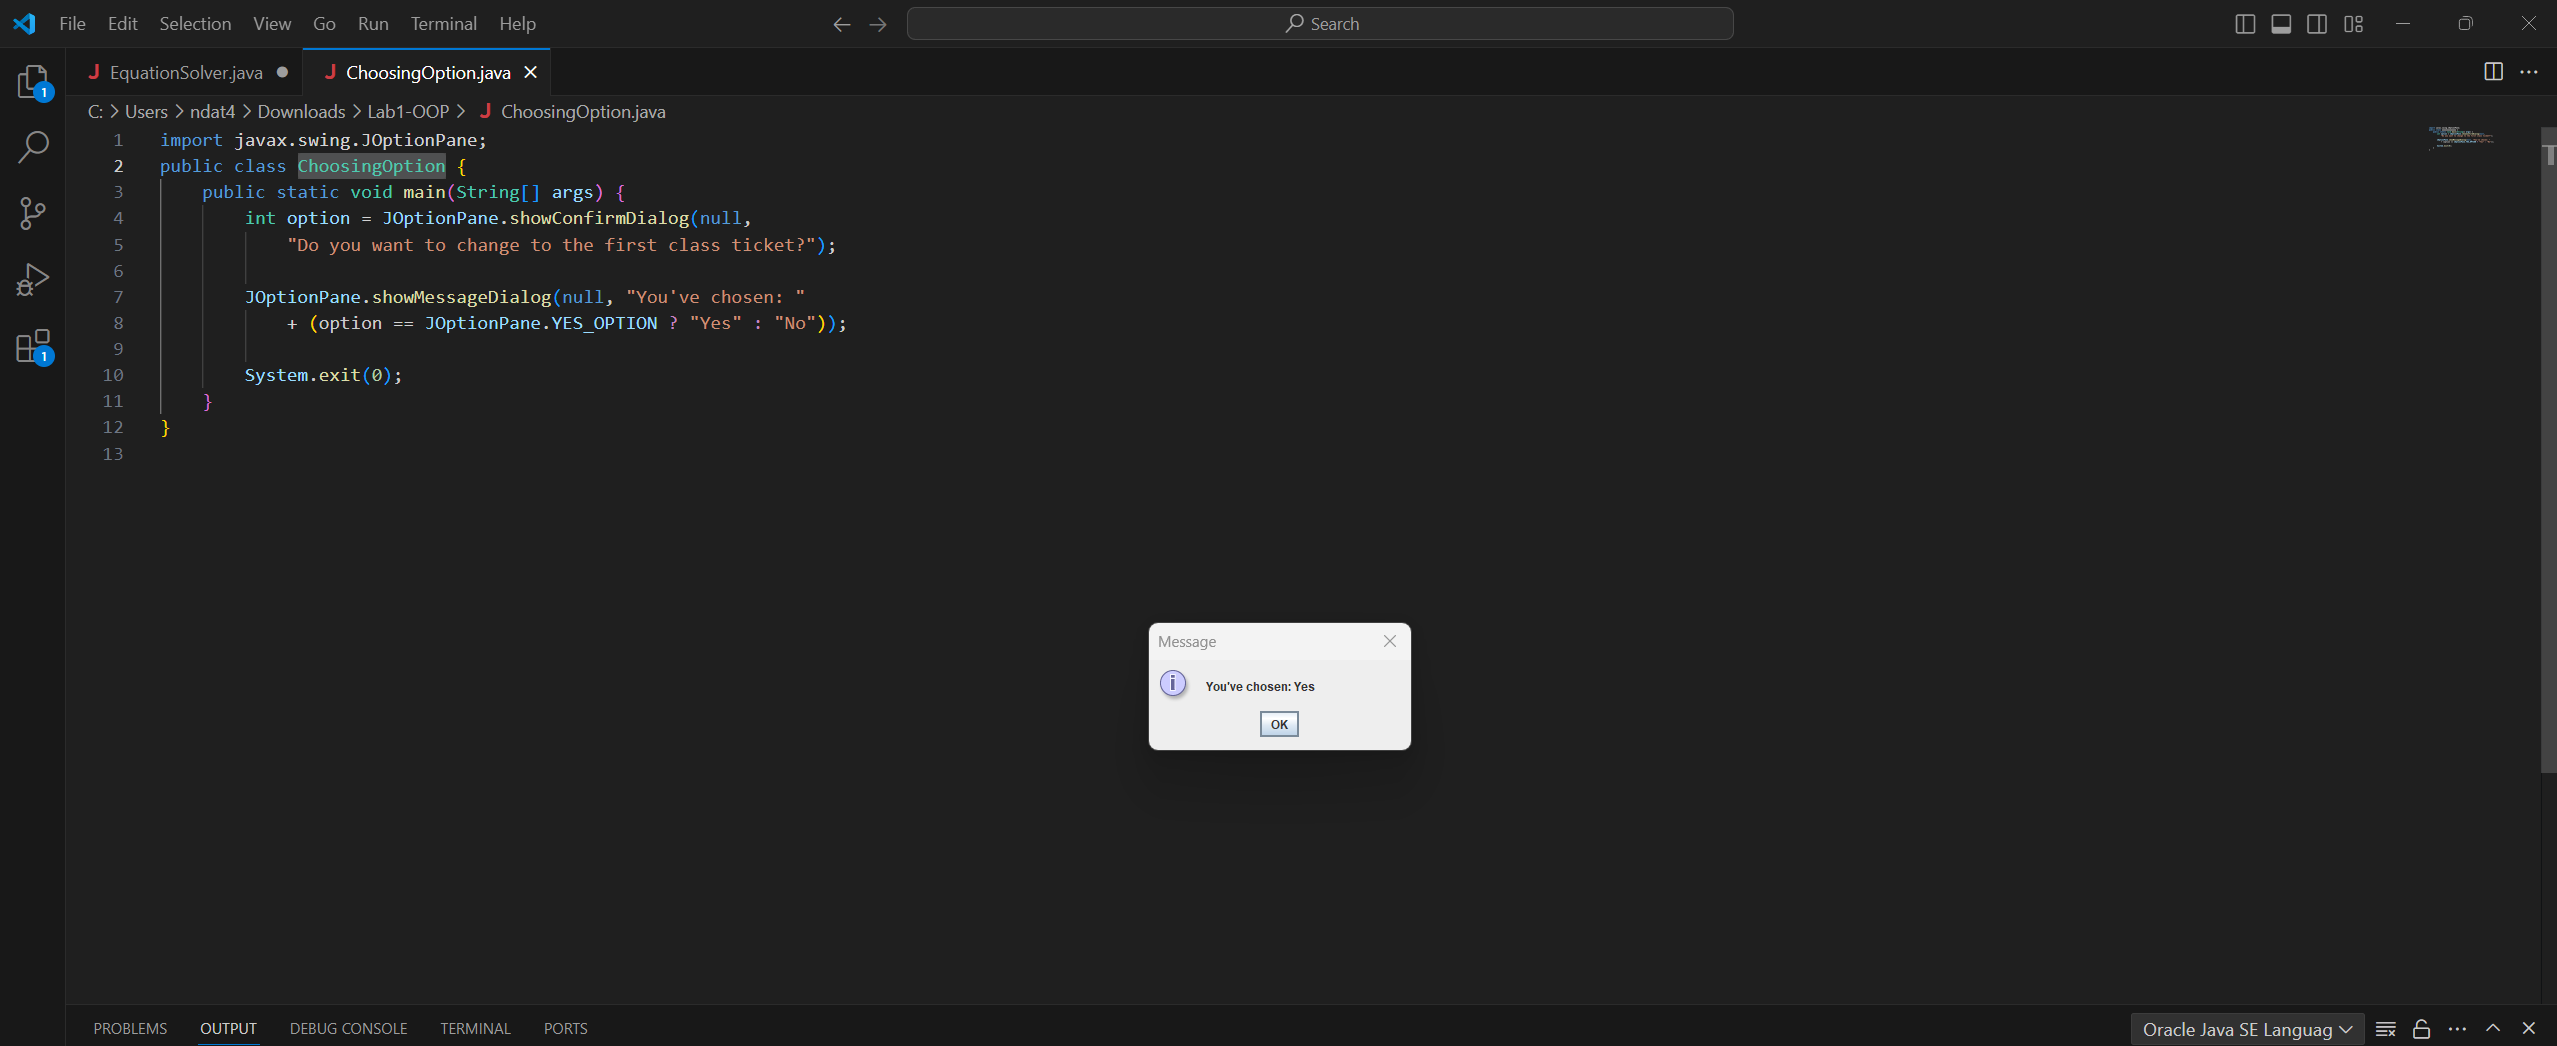 File Edit Selection View Go Run Terminal Help
Search
EquationSolver.java ChoosingOption.java
C: > Users > ndat4 > Downloads > Lab1-OOP > J ChoosingOption.java
1 import javax.swing.JOptionPane;
2 public class ChoosingOption {
3 public static void main(String[] args) {
4 int option = JOptionPane.showConfirmDialog(null,
5 "Do you want to change to the first class ticket?");
6
7 JOptionPane.showMessageDialog(null, "You've chosen: "
8 + (option == JOptionPane.YES_OPTION ? "Yes" : "No"));
9
10 System.exit(0);
11 }
12 }
13
1
1
Message
You've chosen: Yes
OK
PROBLEMS OUTPUT DEBUG CONSOLE TERMINAL PORTS
Oracle Java SE Languag